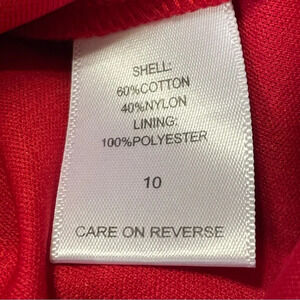 SHELL:
60%COTTON
40%NYLON
LINING:
100%POLYESTER
10
CARE ON REVERSE